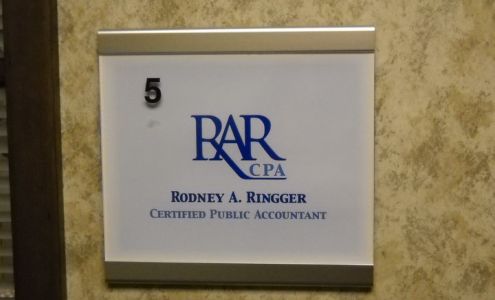 5
RAR
CPA
RODNEY A. RINGGER
CERTIFIED PUBLIC ACCOUNTANT